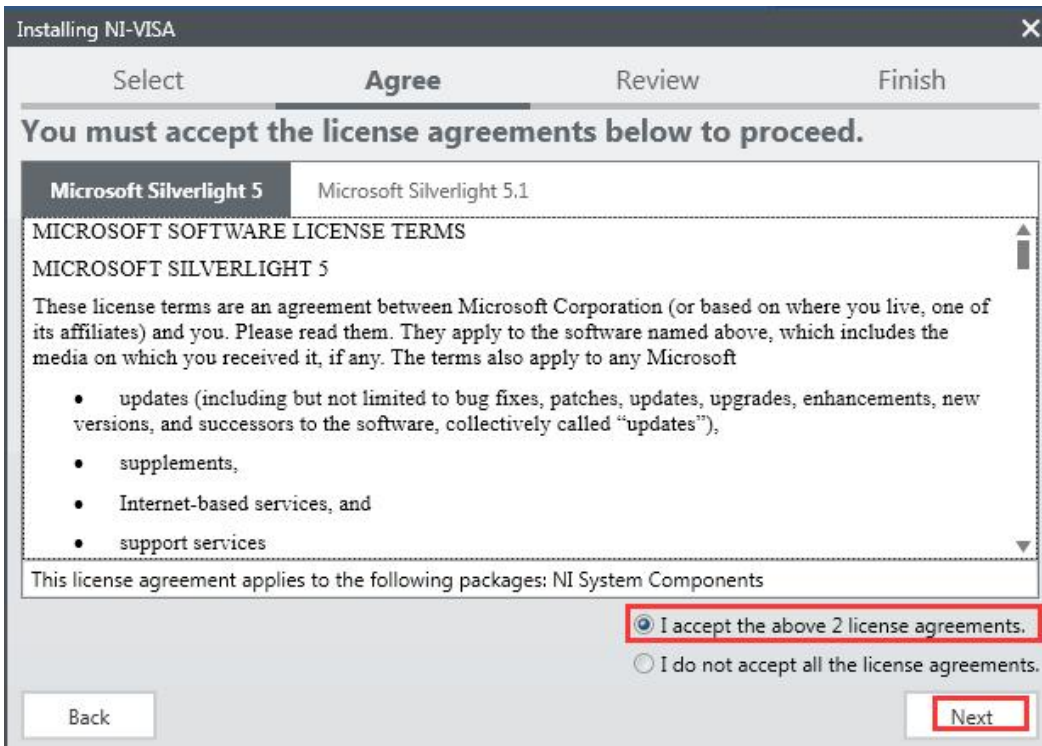 Installing NI-VISA
Select Agree Review Finish
You must accept the license agreements below to proceed.
Microsoft Silverlight 5 Microsoft Silverlight 5.1
MICROSOFT SOFTWARE LICENSE TERMS
MICROSOFT SILVERLIGHT 5
These license terms are an agreement between Microsoft Corporation (or based on where you live, one of
its affiliates) and you. Please read them. They apply to the software named above, which includes the
media on which you received it, if any. The terms also apply to any Microsoft
• updates (including but not limited to bug fixes, patches, updates, upgrades, enhancements, new
versions, and successors to the software, collectively called “updates”),
• supplements,
• Internet-based services, and
• support services
This license agreement applies to the following packages: NI System Components
I accept the above 2 license agreements.
I do not accept all the license agreements.
Back Next